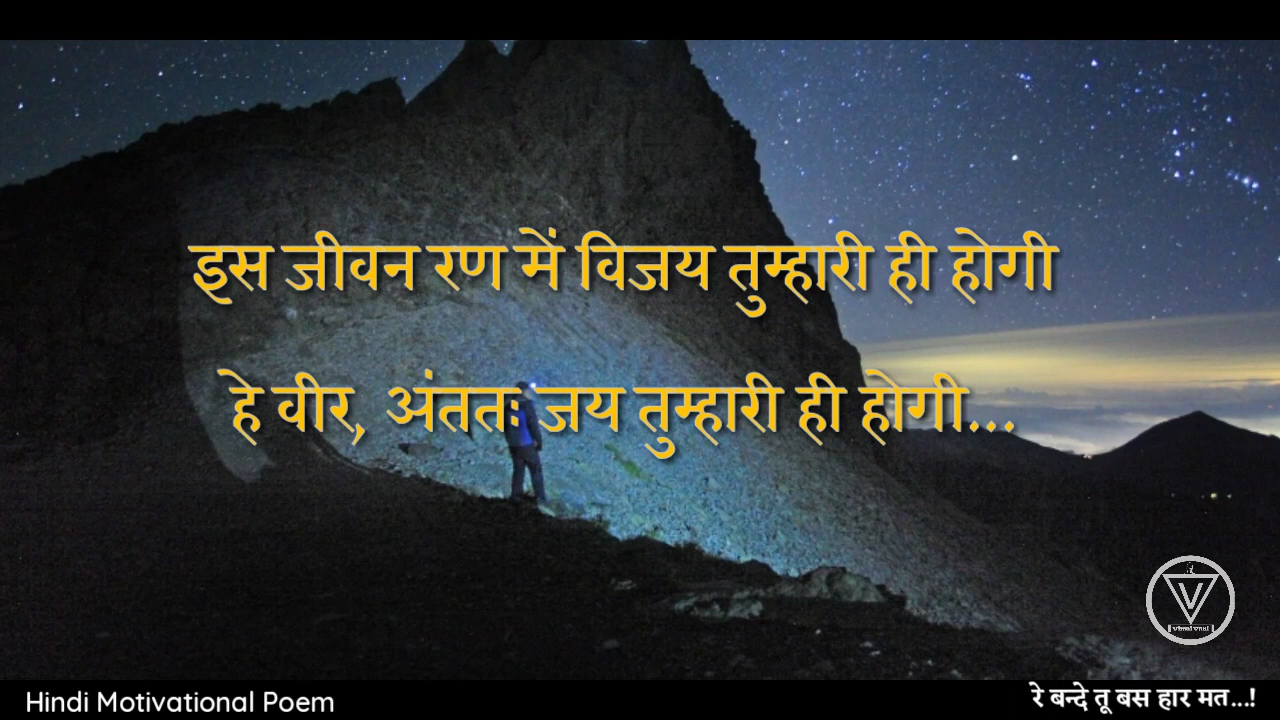 इस जीवन रण में विजय तुम्हारी ही होगी
हे वीर, अंततः जय तुम्हारी ही होगी...
Hindi Motivational Poem
रे बन्दे तू बस हार मत...!